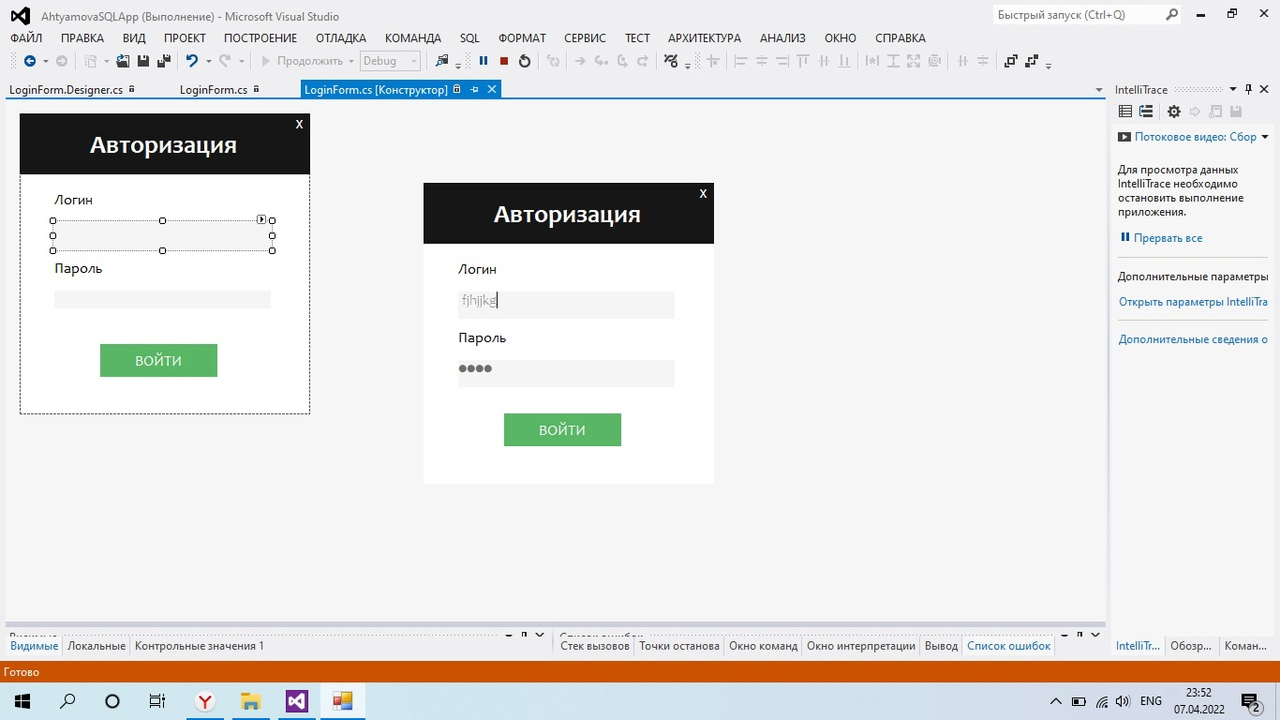 AhtyamovaSQLApp (Выполнение) - Microsoft Visual Studio
Быстрый запуск (Ctrl+Q)
ФАЙЛ ПРАВКА ВИД ПРОЕКТ ПОСТРОЕНИЕ ОТЛАДКА КОМАНДА SQL ФОРМАТ СЕРВИС ТЕСТ АРХИТЕКТУРА АНАЛИЗ ОКНО СПРАВКА
Продолжить Debug
LoginForm.Designer.cs LoginForm.cs LoginForm.cs [Конструктор]
IntelliTrace
X
Авторизация
Логин
Пароль
ВОЙТИ
X
Авторизация
Логин
fjhjjkg
Пароль
ВОЙТИ
Потоковое видео: Сбор
Для просмотра данных
IntelliTrace необходимо
остановить выполнение
приложения.
Прервать все
Дополнительные параметры
Открыть параметры IntelliTra
Дополнительные сведения о
Видимые Локальные Контрольные значения 1
Стек вызовов Точки останова Окно команд Окно интерпретации Вывод Список ошибок
IntelliTr... Обозр... Коман...
Готово
ENG
23:52
07.04.2022
2